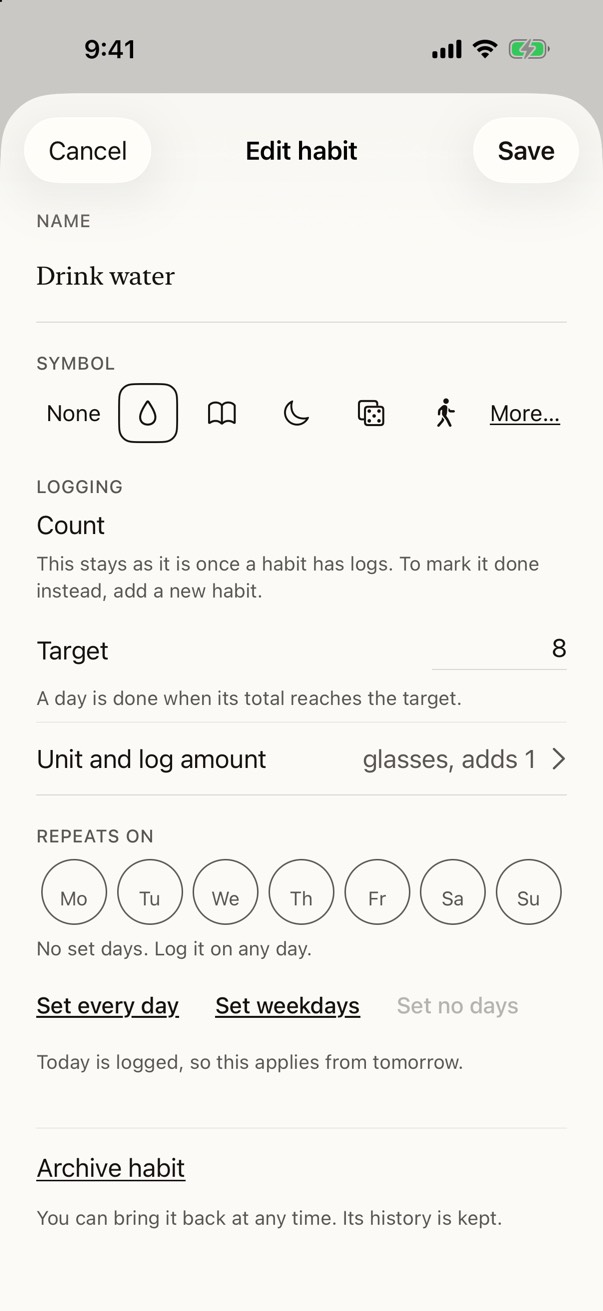 9:41
Cancel
Edit habit
Save
NAME
Drink water
SYMBOL
None
More...
LOGGING
Count
This stays as it is once a habit has logs. To mark it done
instead, add a new habit.
Target
8
A day is done when its total reaches the target.
Unit and log amount
glasses, adds 1
REPEATS ON
Mo Tu We Th Fr Sa Su
No set days. Log it on any day.
Set every day
Set weekdays
Set no days
Today is logged, so this applies from tomorrow.
Archive habit
You can bring it back at any time. Its history is kept.